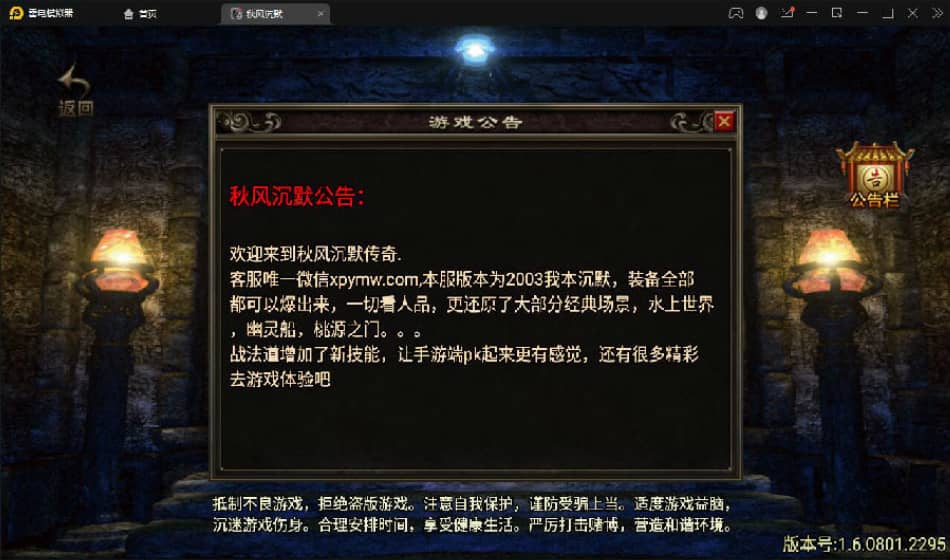 雷电模拟器
首页
秋风沉默
返回
游戏公告
告
公告栏
秋风沉默公告：
欢迎来到秋风沉默传奇.
客服唯一微信xpymw.com,本服版本为2003我本沉默，装备全部
都可以爆出来，一切看人品，更还原了大部分经典场景，水上世界
，幽灵船，桃源之门。。。
战法道增加了新技能，让手游端pk起来更有感觉，还有很多精彩
去游戏体验吧
抵制不良游戏，拒绝盗版游戏。注意自我保护，谨防受骗上当。适度游戏益脑，
沉迷游戏伤身。合理安排时间，享受健康生活。严厉打击赌博，营造和谐环境。
版本号:1.6.0801.2295